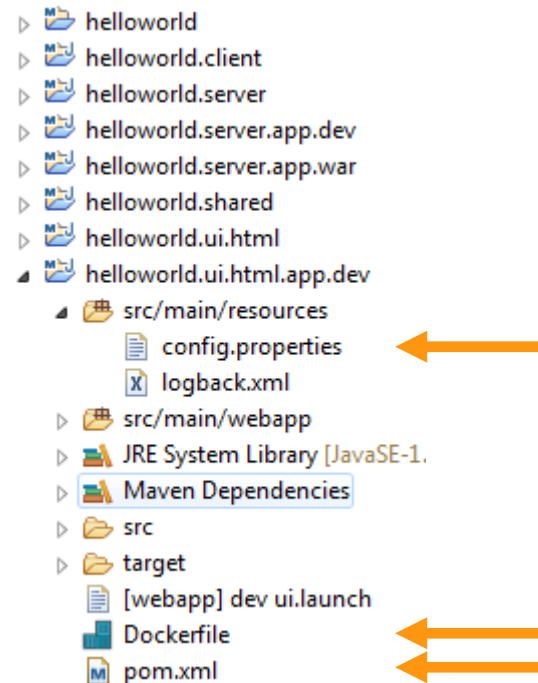 helloworld
helloworld.client
helloworld.server
helloworld.server.app.dev
helloworld.server.app.war
helloworld.shared
helloworld.ui.html
helloworld.ui.html.app.dev
src/main/resources
config.properties
logback.xml
src/main/webapp
JRE System Library [JavaSE-1.
Maven Dependencies
src
target
[webapp] dev ui.launch
Dockerfile
pom.xml